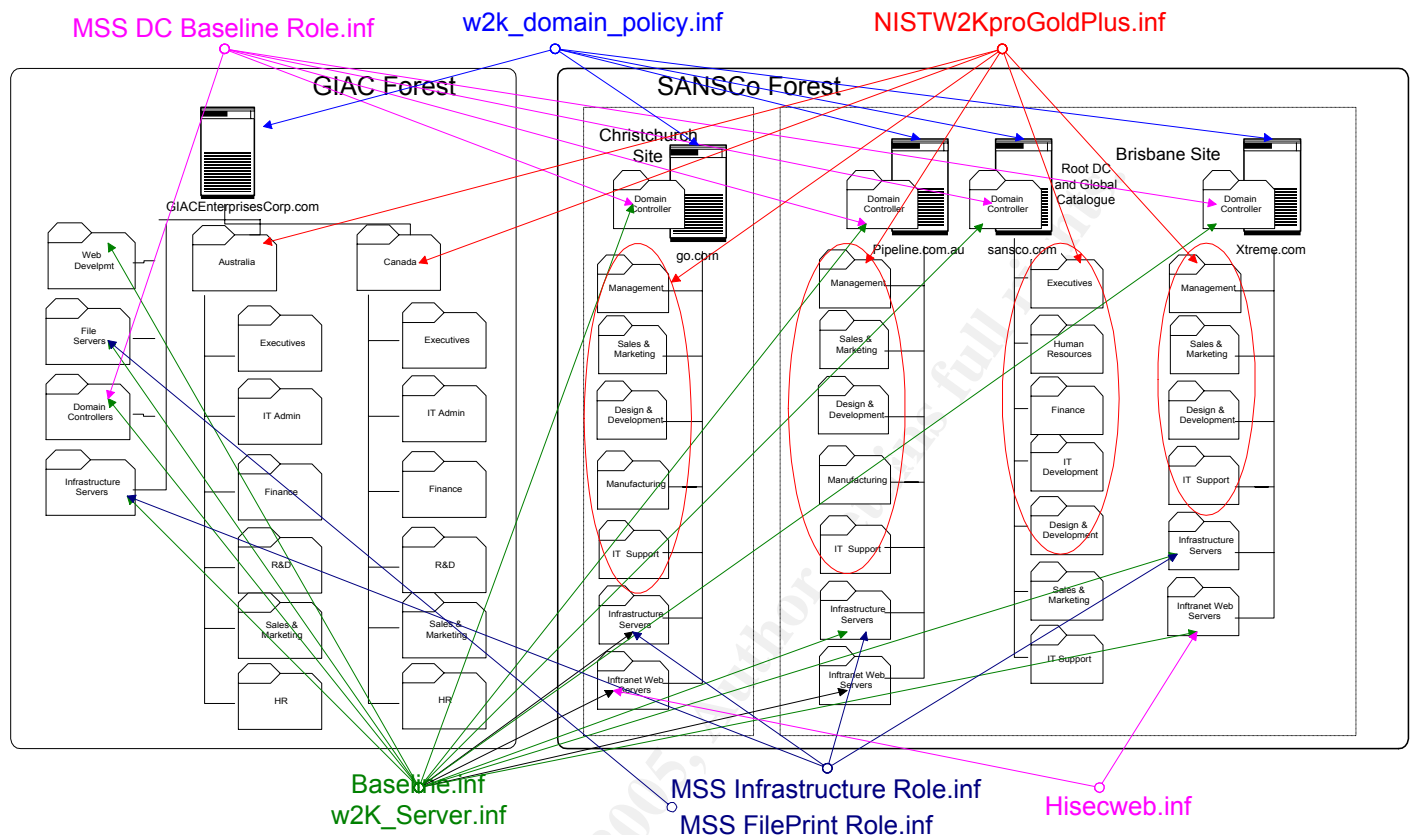 MSS DC Baseline Role.inf
w2k_domain_policy.inf
NISTW2KproGoldPlus.inf
GIAC Forest
SANSCo Forest
GIACEnterprisesCorp.com
Web
Develpmt
File
Servers
Domain
Controllers
Infrastructure
Servers
Australia
Executives
IT Admin
Finance
R&D
Sales &
Marketing
HR
Canada
Executives
IT Admin
Finance
R&D
Sales &
Marketing
HR
Christchurch
Site
Domain
Controller
go.com
Management
Sales &
Marketing
Design &
Development
Manufacturing
IT Support
Infrastructure
Servers
Inftranet Web
Servers
Domain
Controller
Pipeline.com.au
Management
Sales &
Marketing
Design &
Development
Manufacturing
IT Support
Infrastructure
Servers
Inftranet Web
Servers
Domain
Controller
sansco.com
Root DC
and Global
Catalogue
Executives
Human
Resources
Finance
IT
Development
Design &
Development
Sales &
Marketing
IT Support
Brisbane Site
Domain
Controller
Xtreme.com
Management
Sales &
Marketing
Design &
Development
IT Support
Infrastructure
Servers
Inftranet Web
Servers
Baseline.inf
w2K_Server.inf
MSS Infrastructure Role.inf
MSS FilePrint Role.inf
Hisecweb.inf
2005, Author retains full